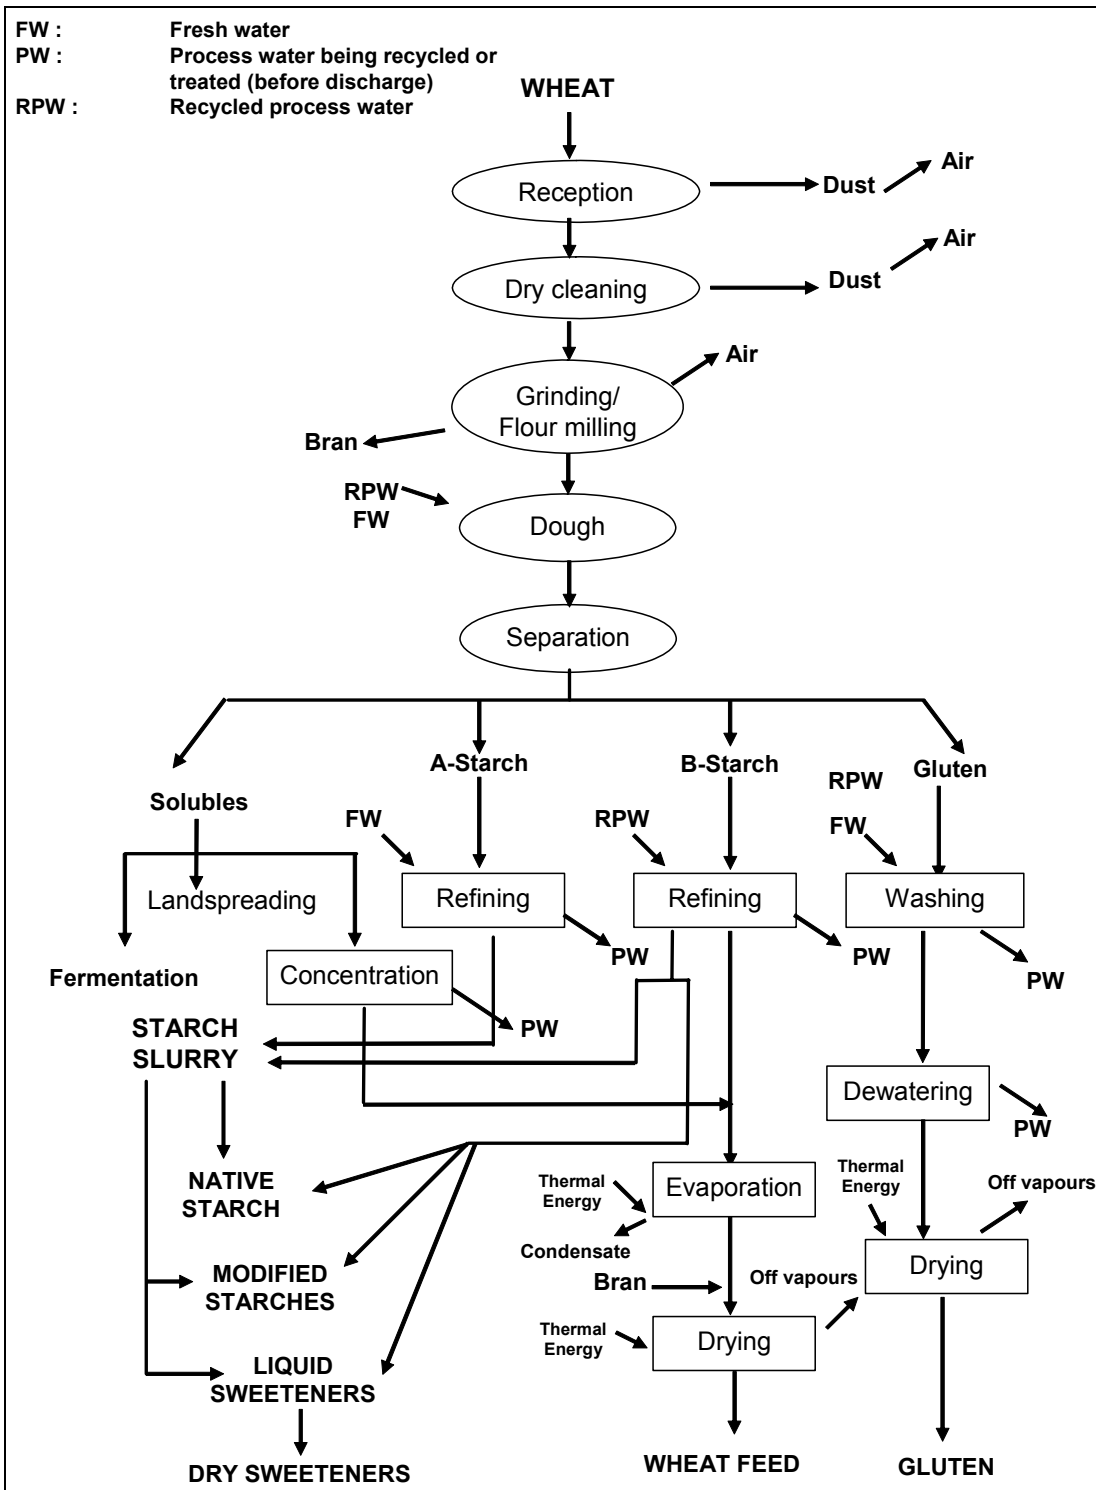 FW : Fresh water
PW : Process water being recycled or
treated (before discharge)
RPW : Recycled process water
WHEAT
Reception
Dust
Air
Dry cleaning
Dust
Air
Grinding/
Flour milling
Air
Bran
RPW
FW
Dough
Separation
Solubles
A-Starch
B-Starch
Gluten
RPW
FW
RPW
FW
Landspreading
Refining
Refining
Washing
PW
PW
PW
Fermentation
Concentration
PW
STARCH
SLURRY
Dewatering
PW
NATIVE
STARCH
Thermal
Energy
Evaporation
Condensate
Thermal
Energy
Off vapours
MODIFIED
STARCHES
Bran
Off vapours
Drying
Thermal
Energy
Drying
LIQUID
SWEETENERS
DRY SWEETENERS
WHEAT FEED
GLUTEN